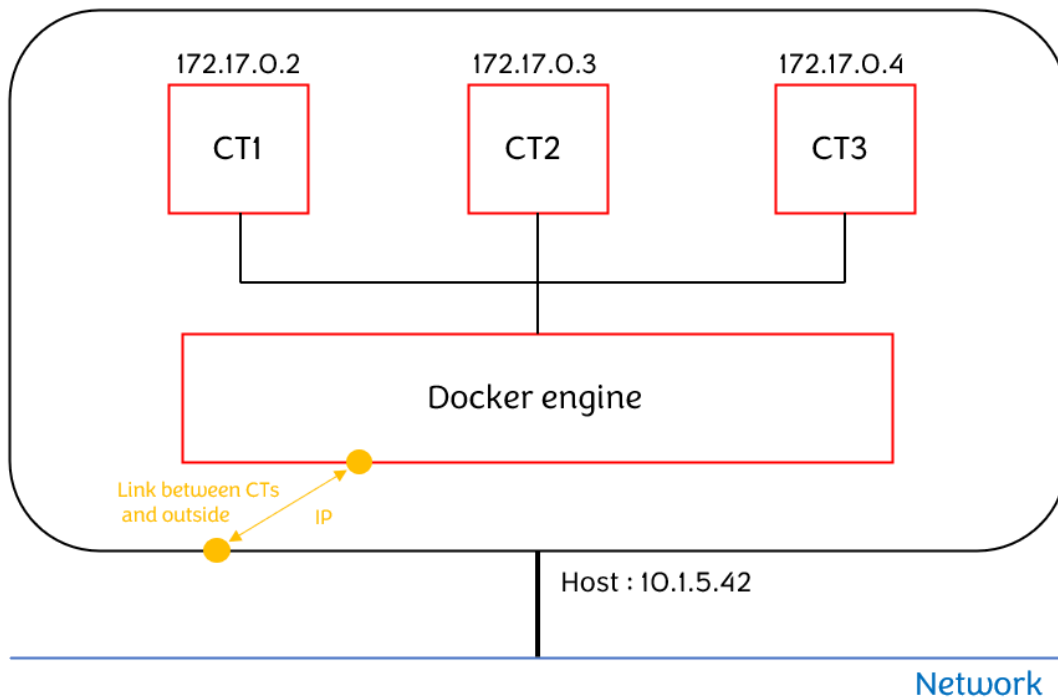 172.17.0.2
172.17.0.3
172.17.0.4
CT1
CT2
CT3
Docker engine
Link between CTs
and outside
IP
Host : 10.1.5.42
Network